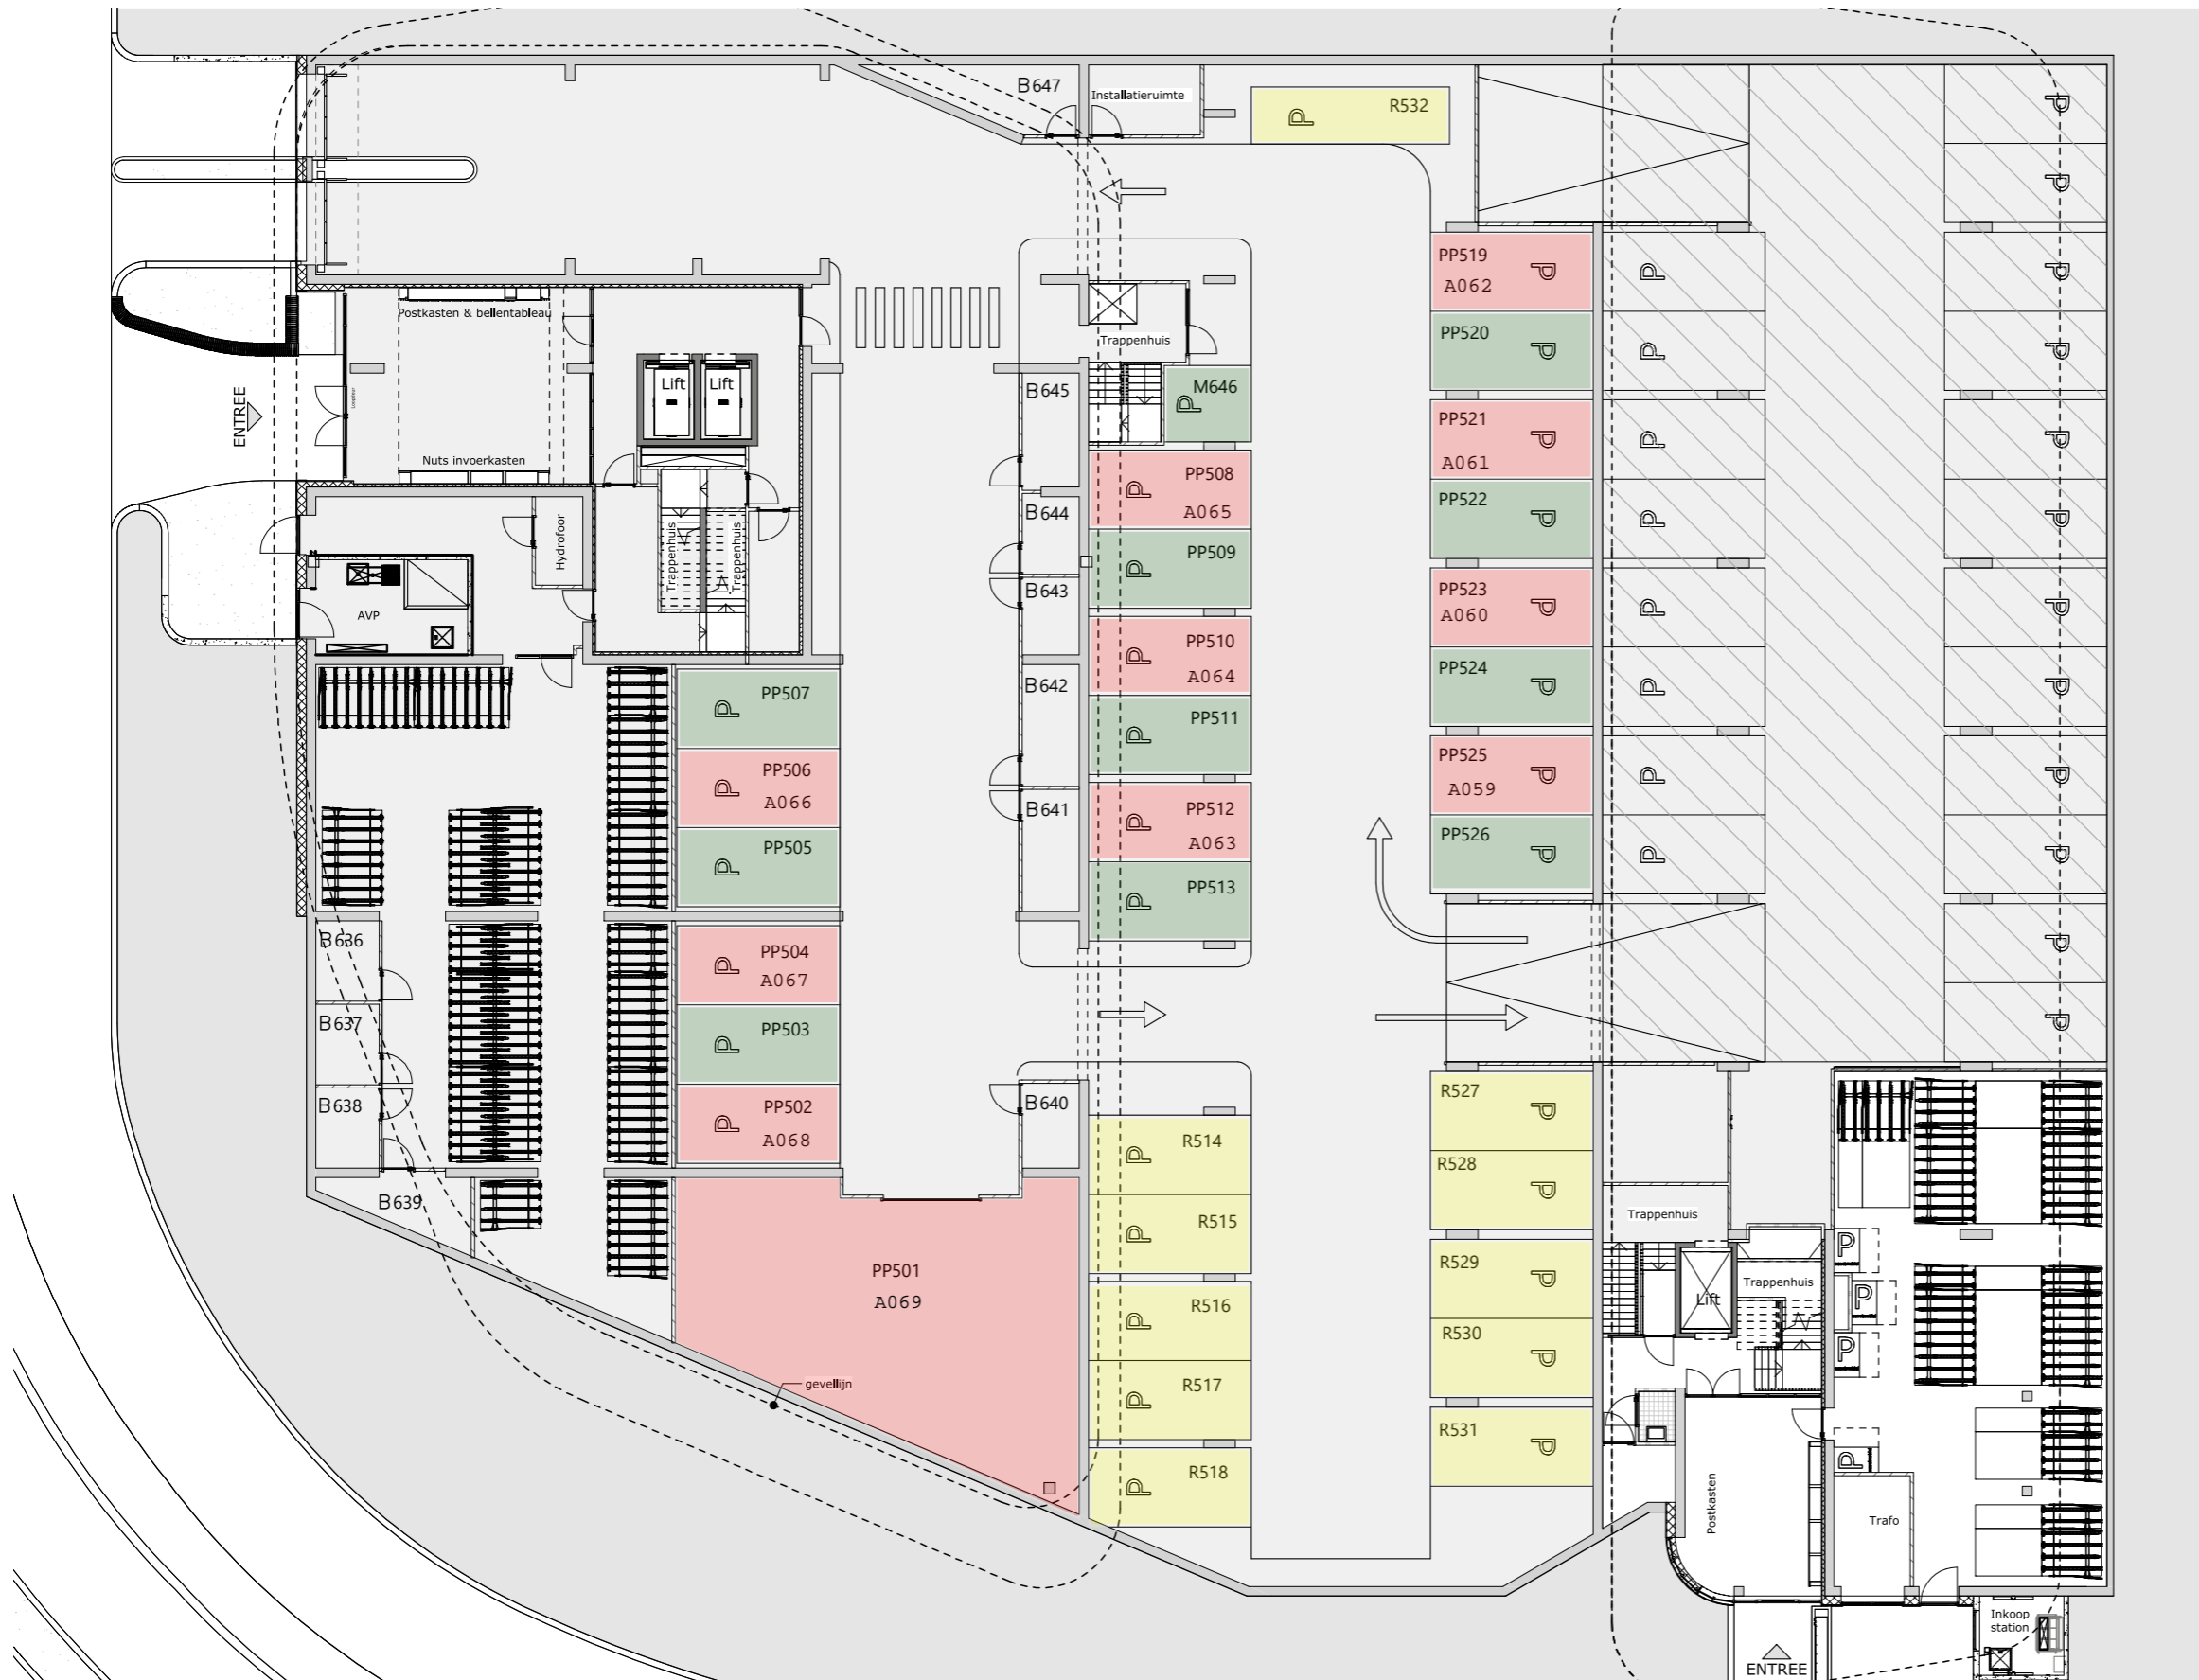 B647
Installatieruimte
P
R532
P
P
PP519
A062
P
P
P
Postkasten & bellentableau
Trappenhuis
PP520
P
P
P
Lift
Lift
M646
P
B645
ENTREE
PP521
A061
P
P
P
Nuts invoerkasten
PP508
A065
P
B644
PP522
P
P
P
Hydrofoor
Trappenhuis
Trappenhuis
PP509
P
B643
PP523
A060
P
P
P
AVP
PP510
A064
P
PP524
P
P
P
B642
PP507
P
PP511
P
PP525
A059
P
P
P
PP506
A066
P
B641
PP512
A063
P
PP526
P
P
P
PP505
P
PP513
P
B636
PP504
A067
P
P
B637
PP503
P
P
B638
PP502
A068
P
B640
R514
P
R527
P
R528
P
B639
R515
P
Trappenhuis
PP501
A069
R529
P
P
Trappenhuis
Lift
P
R516
P
R530
P
P
gevellijn
R517
P
R531
P
P
R518
P
Postkasten
Trafo
Inkoop
station
ENTREE